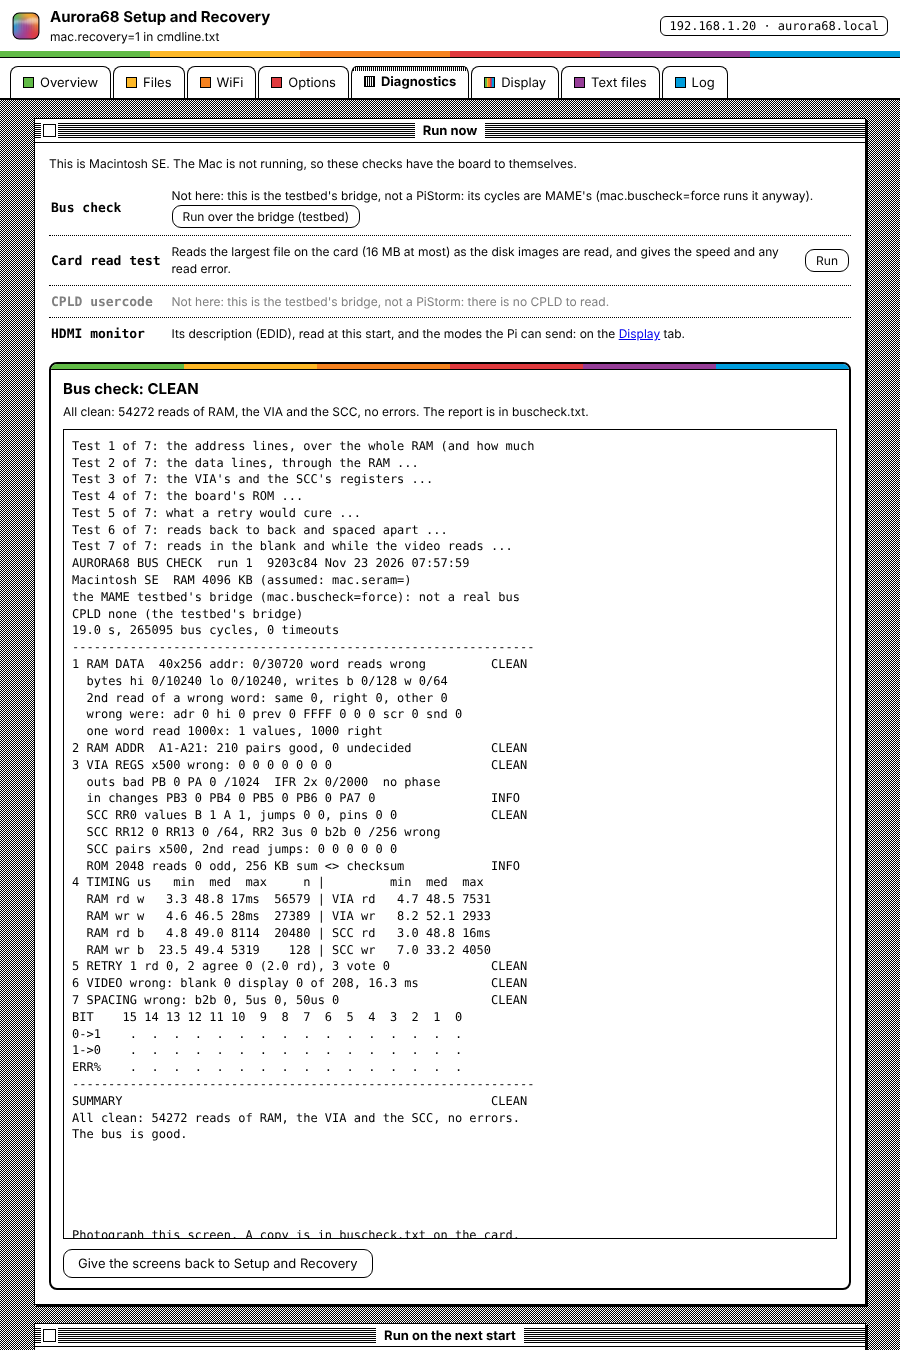 Aurora68 Setup and Recovery
mac.recovery=1 in cmdline.txt
192.168.1.20 · aurora68.local
Overview
Files
WiFi
Options
Diagnostics
Display
Text files
Log
Run now
This is Macintosh SE. The Mac is not running, so these checks have the board to themselves.
Bus check
Not here: this is the testbed's bridge, not a PiStorm: its cycles are MAME's (mac.buscheck=force runs it anyway).
Run over the bridge (testbed)
Card read test
Reads the largest file on the card (16 MB at most) as the disk images are read, and gives the speed and any
read error.
Run
CPLD usercode
Not here: this is the testbed's bridge, not a PiStorm: there is no CPLD to read.
HDMI monitor
Its description (EDID), read at this start, and the modes the Pi can send: on the Display tab.
Bus check: CLEAN
All clean: 54272 reads of RAM, the VIA and the SCC, no errors. The report is in buscheck.txt.
Test 1 of 7: the address lines, over the whole RAM (and how much
Test 2 of 7: the data lines, through the RAM ...
Test 3 of 7: the VIA's and the SCC's registers ...
Test 4 of 7: the board's ROM ...
Test 5 of 7: what a retry would cure ...
Test 6 of 7: reads back to back and spaced apart ...
Test 7 of 7: reads in the blank and while the video reads ...
AURORA68 BUS CHECK  run 1  9203c84 Nov 23 2026 07:57:59
Macintosh SE  RAM 4096 KB (assumed: mac.seram=)
the MAME testbed's bridge (mac.buscheck=force): not a real bus
CPLD none (the testbed's bridge)
19.0 s, 265095 bus cycles, 0 timeouts
----------------------------------------------------------------
1 RAM DATA  40x256 addr: 0/30720 word reads wrong         CLEAN
  bytes hi 0/10240 lo 0/10240, writes b 0/128 w 0/64
  2nd read of a wrong word: same 0, right 0, other 0
  wrong were: adr 0 hi 0 prev 0 FFFF 0 0 0 scr 0 snd 0
  one word read 1000x: 1 values, 1000 right
2 RAM ADDR  A1-A21: 210 pairs good, 0 undecided           CLEAN
3 VIA REGS x500 wrong: 0 0 0 0 0 0 0                      CLEAN
  outs bad PB 0 PA 0 /1024  IFR 2x 0/2000  no phase
  in changes PB3 0 PB4 0 PB5 0 PB6 0 PA7 0                INFO
  SCC RR0 values B 1 A 1, jumps 0 0, pins 0 0             CLEAN
  SCC RR12 0 RR13 0 /64, RR2 3us 0 b2b 0 /256 wrong
  SCC pairs x500, 2nd read jumps: 0 0 0 0 0 0
  ROM 2048 reads 0 odd, 256 KB sum <> checksum            INFO
4 TIMING us   min  med  max     n |         min  med  max
  RAM rd w   3.3 48.8 17ms  56579 | VIA rd   4.7 48.5 7531
  RAM wr w   4.6 46.5 28ms  27389 | VIA wr   8.2 52.1 2933
  RAM rd b   4.8 49.0 8114  20480 | SCC rd   3.0 48.8 16ms
  RAM wr b  23.5 49.4 5319    128 | SCC wr   7.0 33.2 4050
5 RETRY 1 rd 0, 2 agree 0 (2.0 rd), 3 vote 0              CLEAN
6 VIDEO wrong: blank 0 display 0 of 208, 16.3 ms          CLEAN
7 SPACING wrong: b2b 0, 5us 0, 50us 0                     CLEAN
BIT    15 14 13 12 11 10  9  8  7  6  5  4  3  2  1  0
0->1    .  .  .  .  .  .  .  .  .  .  .  .  .  .  .  .
1->0    .  .  .  .  .  .  .  .  .  .  .  .  .  .  .  .
ERR%    .  .  .  .  .  .  .  .  .  .  .  .  .  .  .  .
----------------------------------------------------------------
SUMMARY                                                   CLEAN
All clean: 54272 reads of RAM, the VIA and the SCC, no errors.
The bus is good.
Photograph this screen. A copy is in buscheck.txt on the card.
Give the screens back to Setup and Recovery
Run on the next start